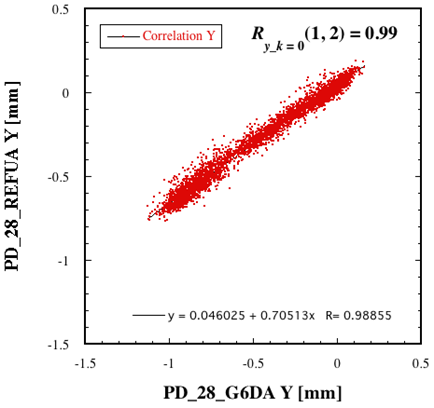 0.5
Correlation Y
R y_k = 0 (1, 2) = 0.99
0
-0.5
-1
-1.5
y = 0.046025 + 0.70513x R= 0.98855
-1.5 -1 -0.5 0 0.5
PD_28_REFUA Y [mm]
PD_28_G6DA Y [mm]